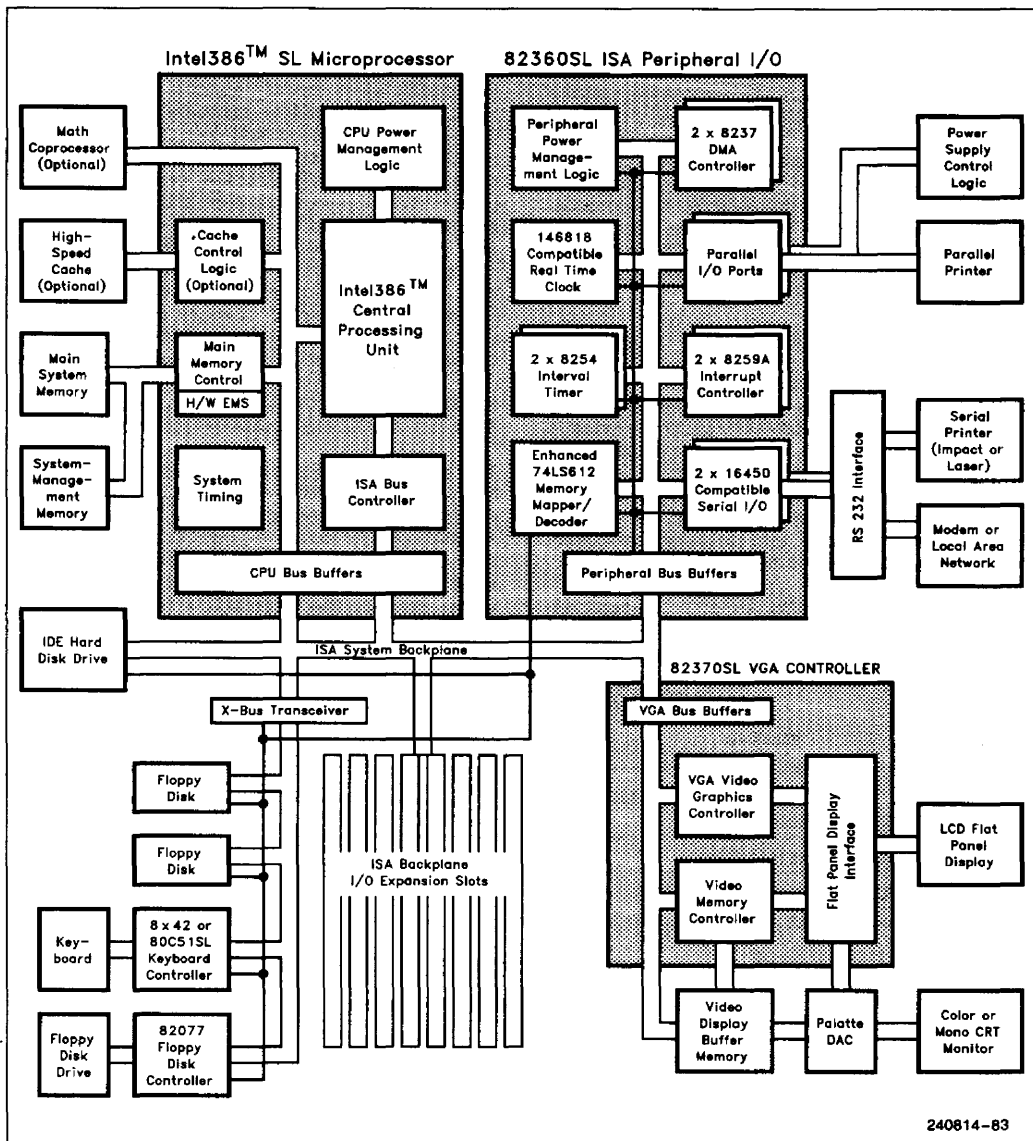 Intel386™ SL Microprocessor
82360SL ISA Peripheral I/O
Math
Coprocessor
(Optional)
CPU Power
Management
Logic
Peripheral
Power
Manage-
ment Logic
2 x 8237
DMA
Controller
Power
Supply
Control
Logic
High-
Speed
Cache
(Optional)
Cache
Control
Logic
(Optional)
Intel386™
Central
Processing
Unit
146818
Compatible
Real Time
Clock
Parallel
I/O Ports
Parallel
Printer
Main
System
Memory
Main
Memory
Control
H/W EMS
2 x 8254
Interval
Timer
2 x 8259A
Interrupt
Controller
System-
Manage-
ment
Memory
System
Timing
ISA Bus
Controller
Enhanced
74LS612
Memory
Mapper/
Decoder
2 x 16450
Compatible
Serial I/O
RS 232 Interface
Serial
Printer
(Impact or
Laser)
Modem or
Local Area
Network
CPU Bus Buffers
Peripheral Bus Buffers
IDE Hard
Disk Drive
ISA System Backplane
82370SL VGA CONTROLLER
X-Bus Transceiver
VGA Bus Buffers
Floppy
Disk
Floppy
Disk
ISA Backplane
I/O Expansion Slots
VGA Video
Graphics
Controller
Video
Memory
Controller
Flat Panel Display
Interface
LCD Flat
Panel
Display
Key-
board
8 x 42 or
80C51SL
Keyboard
Controller
Floppy
Disk
Drive
82077
Floppy
Disk
Controller
Video
Display
Buffer
Memory
Palatte
DAC
Color or
Mono CRT
Monitor
240814-83